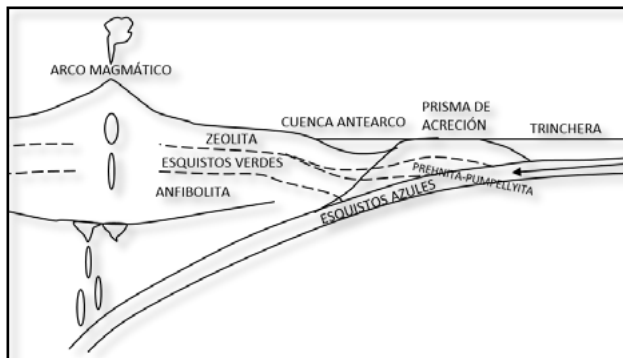 ARCO MAGMÁTICO
CUENCA ANTEARCO
PRISMA DE
ACRECIÓN
TRINCHERA
ZEOLITA
ESQUISTOS VERDES
ANFIBOLITA
PREHNITA-PUMPELLYITA
ESQUISTOS AZULES